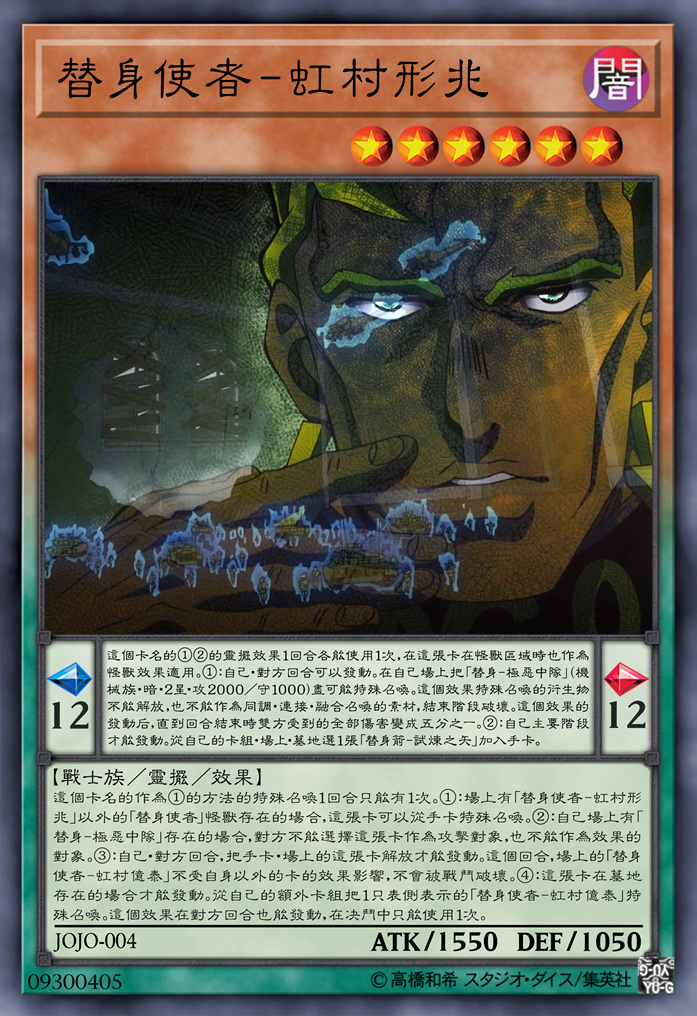 替身使者-虹村形兆
闇
這個卡名的①②的靈擺效果1回合各能使用1次,在這張卡在怪獸區域時也作為
怪獸效果適用。①:自己·對方回合可以發動。在自己場上把「替身-極惡中隊」(機
械族·暗·2星·攻2000/守1000)盡可能特殊召喚。這個效果特殊召喚的衍生物
不能解放,也不能作為同調·連接·融合召喚的素材,結束階段破壞。這個效果的
發動后,直到回合結束時雙方受到的全部傷害變成五分之一。②:自己主要階段
才能發動。從自己的卡組·場上·墓地選1張「替身箭-試煉之矢」加入手卡。
12
12
【戰士族/靈擺/效果】
這個卡名的作為①的方法的特殊召喚1回合只能有1次。①:場上有「替身使者-虹村形
兆」以外的「替身使者」怪獸存在的場合,這張卡可以從手卡特殊召喚。②:自己場上有「
替身-極惡中隊」存在的場合,對方不能選擇這張卡作為攻擊對象,也不能作為效果的
對象。③:自己·對方回合,把手卡·場上的這張卡解放才能發動。這個回合,場上的「替身
使者-虹村億泰」不受自身以外的卡的效果影響,不會被戰鬥破壞。④:這張卡在墓地
存在的場合才能發動。從自己的額外卡組把1只表側表示的「替身使者-虹村億泰」特
殊召喚。這個效果在對方回合也能發動,在決鬥中只能使用1次。
JOJO-004
ATK/1550 DEF/1050
09300405
©高橋和希 スタジオ・ダイス/集英社